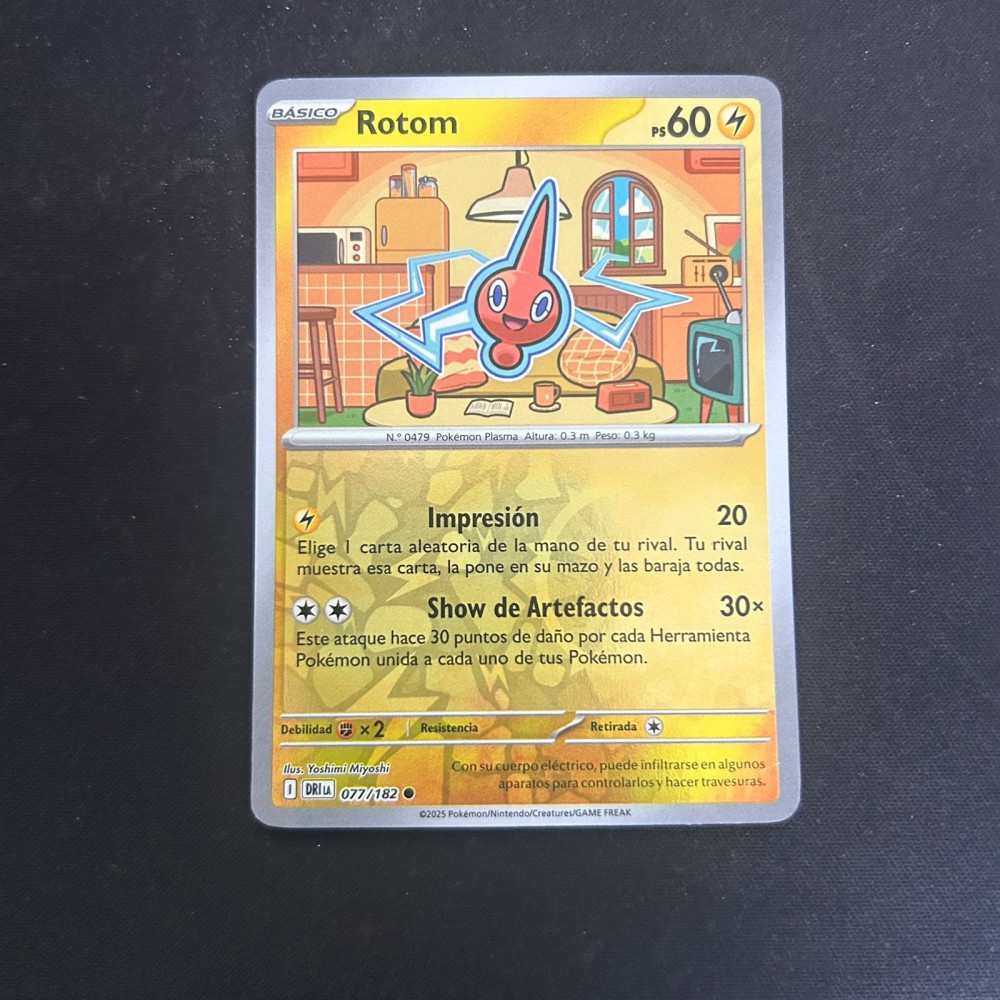 BÁSICO Rotom PS60
N.º 0479 Pokémon Plasma Altura: 0.3 m Peso: 0.3 kg
Impresión 20
Elige 1 carta aleatoria de la mano de tu rival. Tu rival
muestra esa carta, la pone en su mazo y las baraja todas.
Show de Artefactos 30×
Este ataque hace 30 puntos de daño por cada Herramienta
Pokémon unida a cada uno de tus Pokémon.
Debilidad ×2 Resistencia Retirada
Ilus. Yoshimi Miyoshi
I DRI LA 077/182
Con su cuerpo eléctrico, puede infiltrarse en algunos
aparatos para controlarlos y hacer travesuras.
©2025 Pokémon/Nintendo/Creatures/GAME FREAK